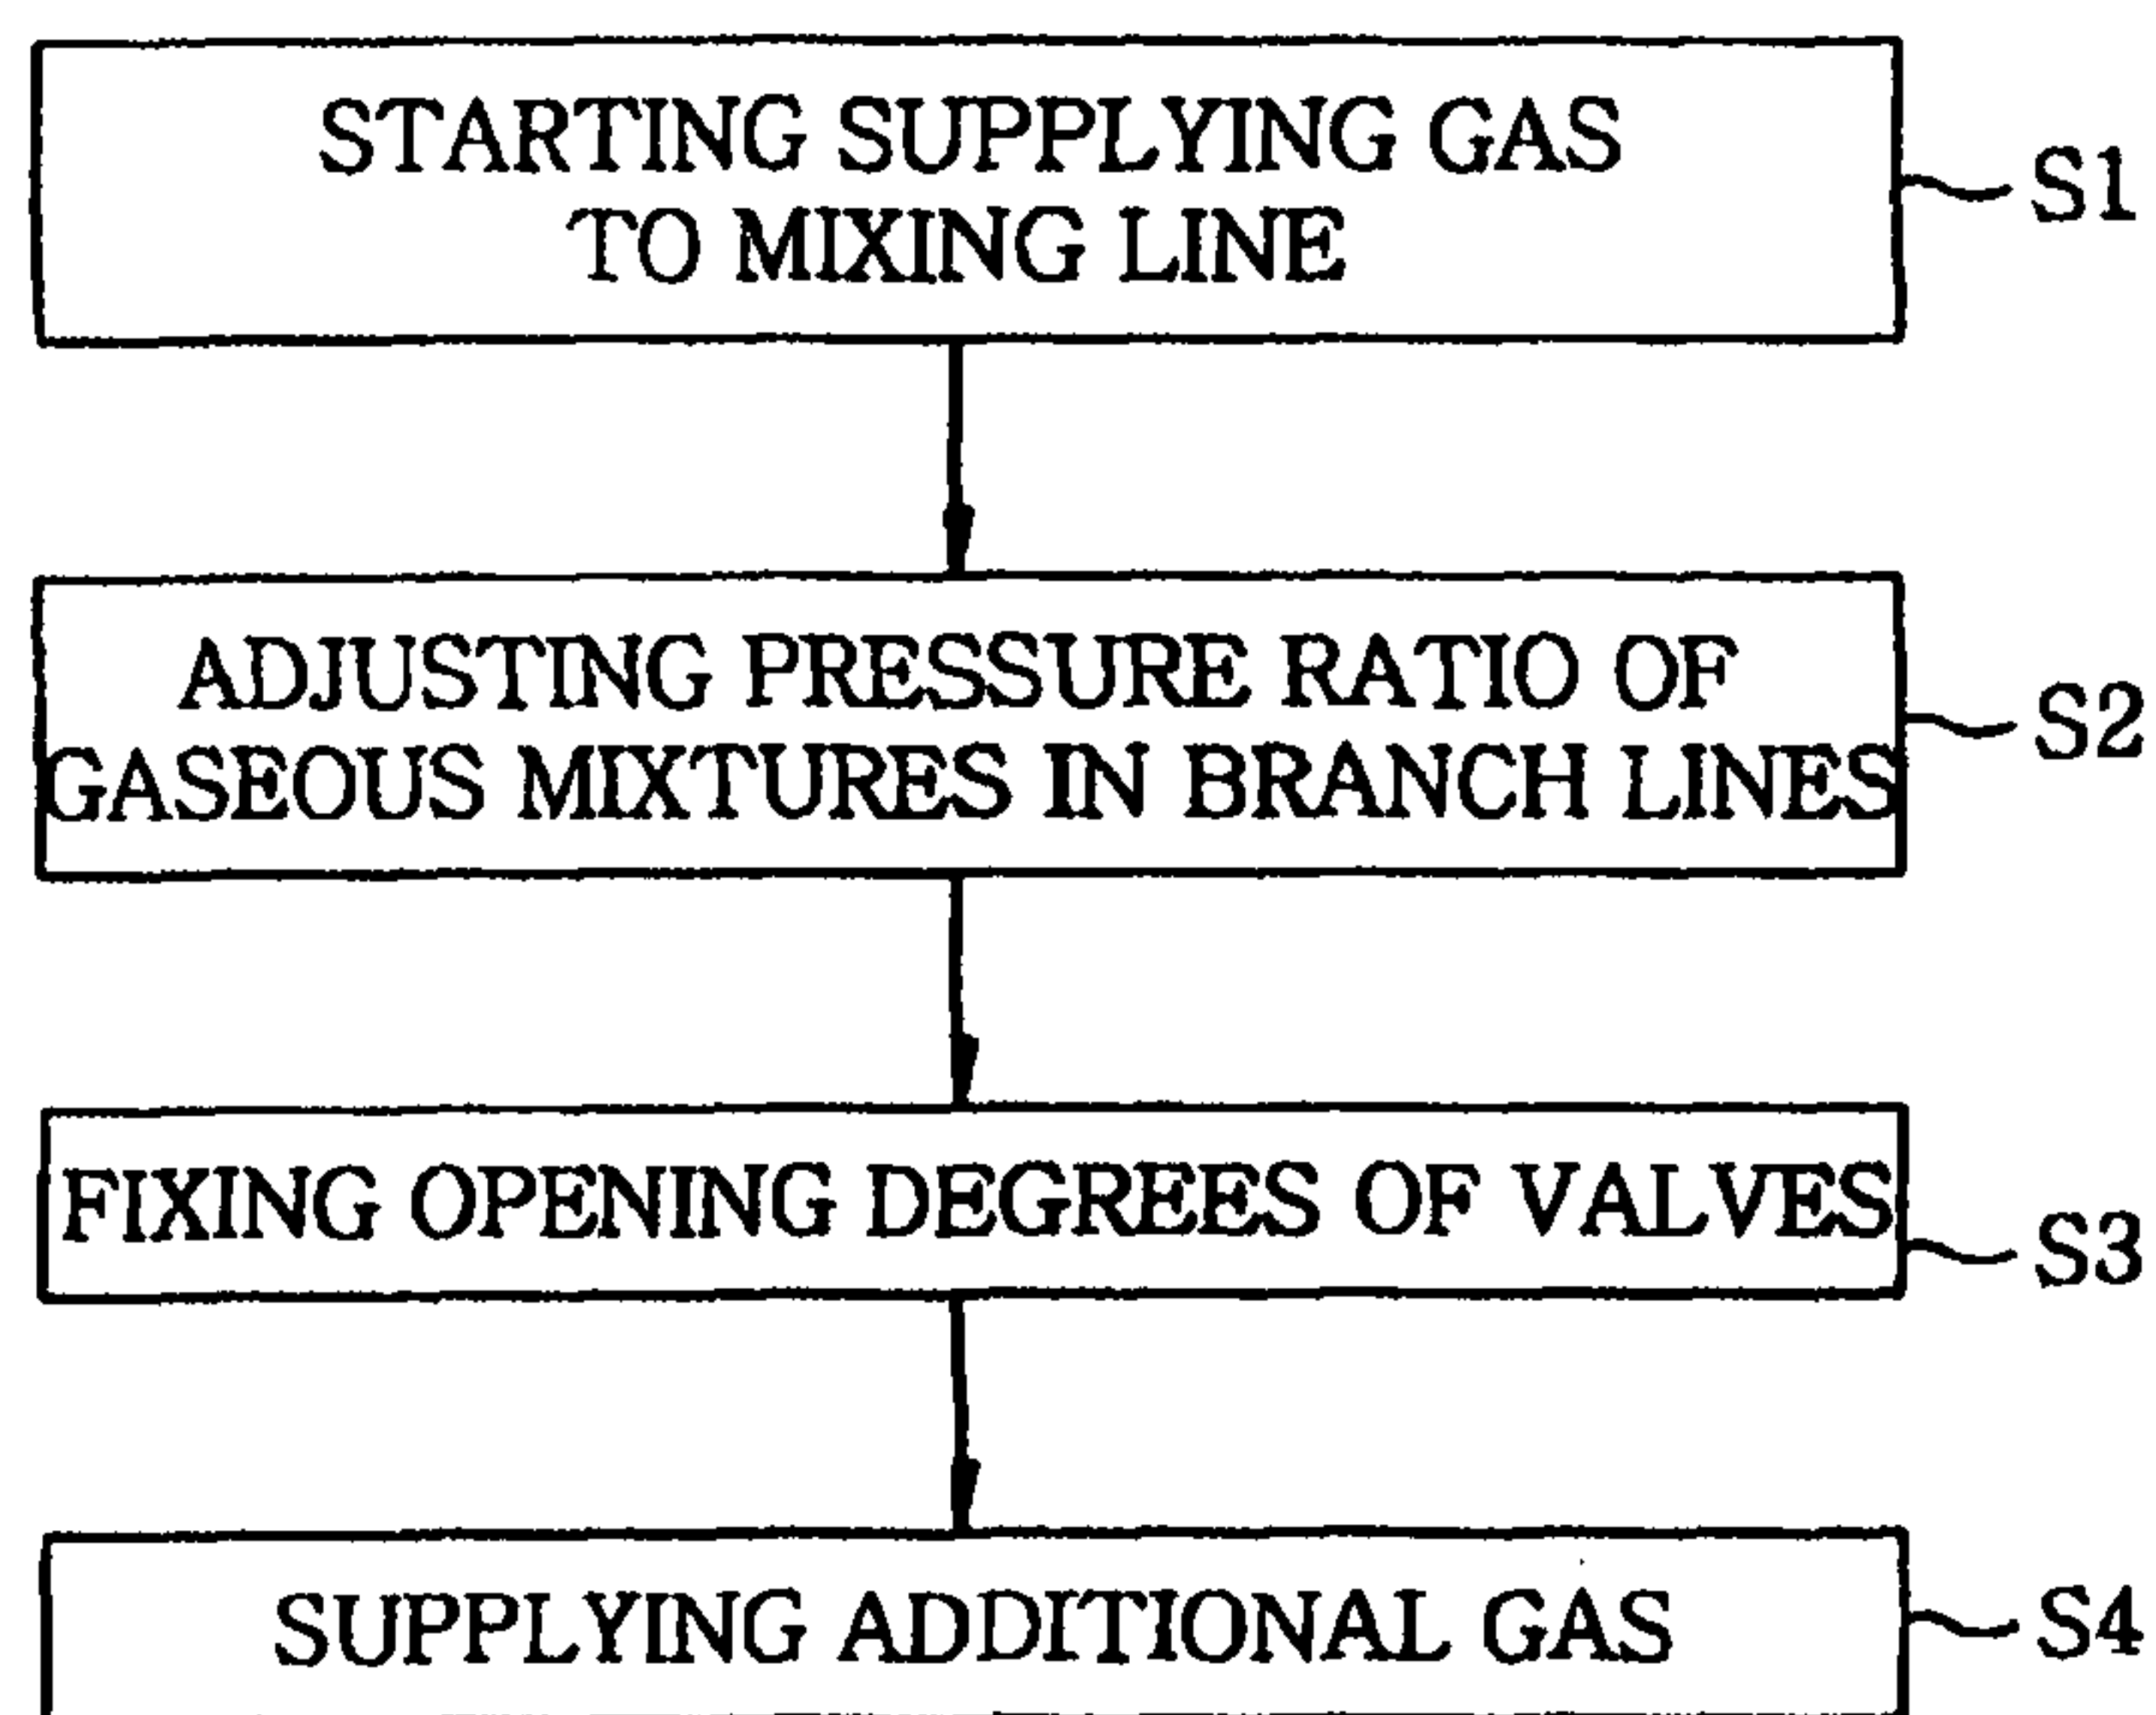 STARTING SUPPLYING GAS
TO MIXING LINE
S1
ADJUSTING PRESSURE RATIO OF
GASEOUS MIXTURES IN BRANCH LINES
S2
FIXING OPENING DEGREES OF VALVES
S3
SUPPLYING ADDITIONAL GAS
S4